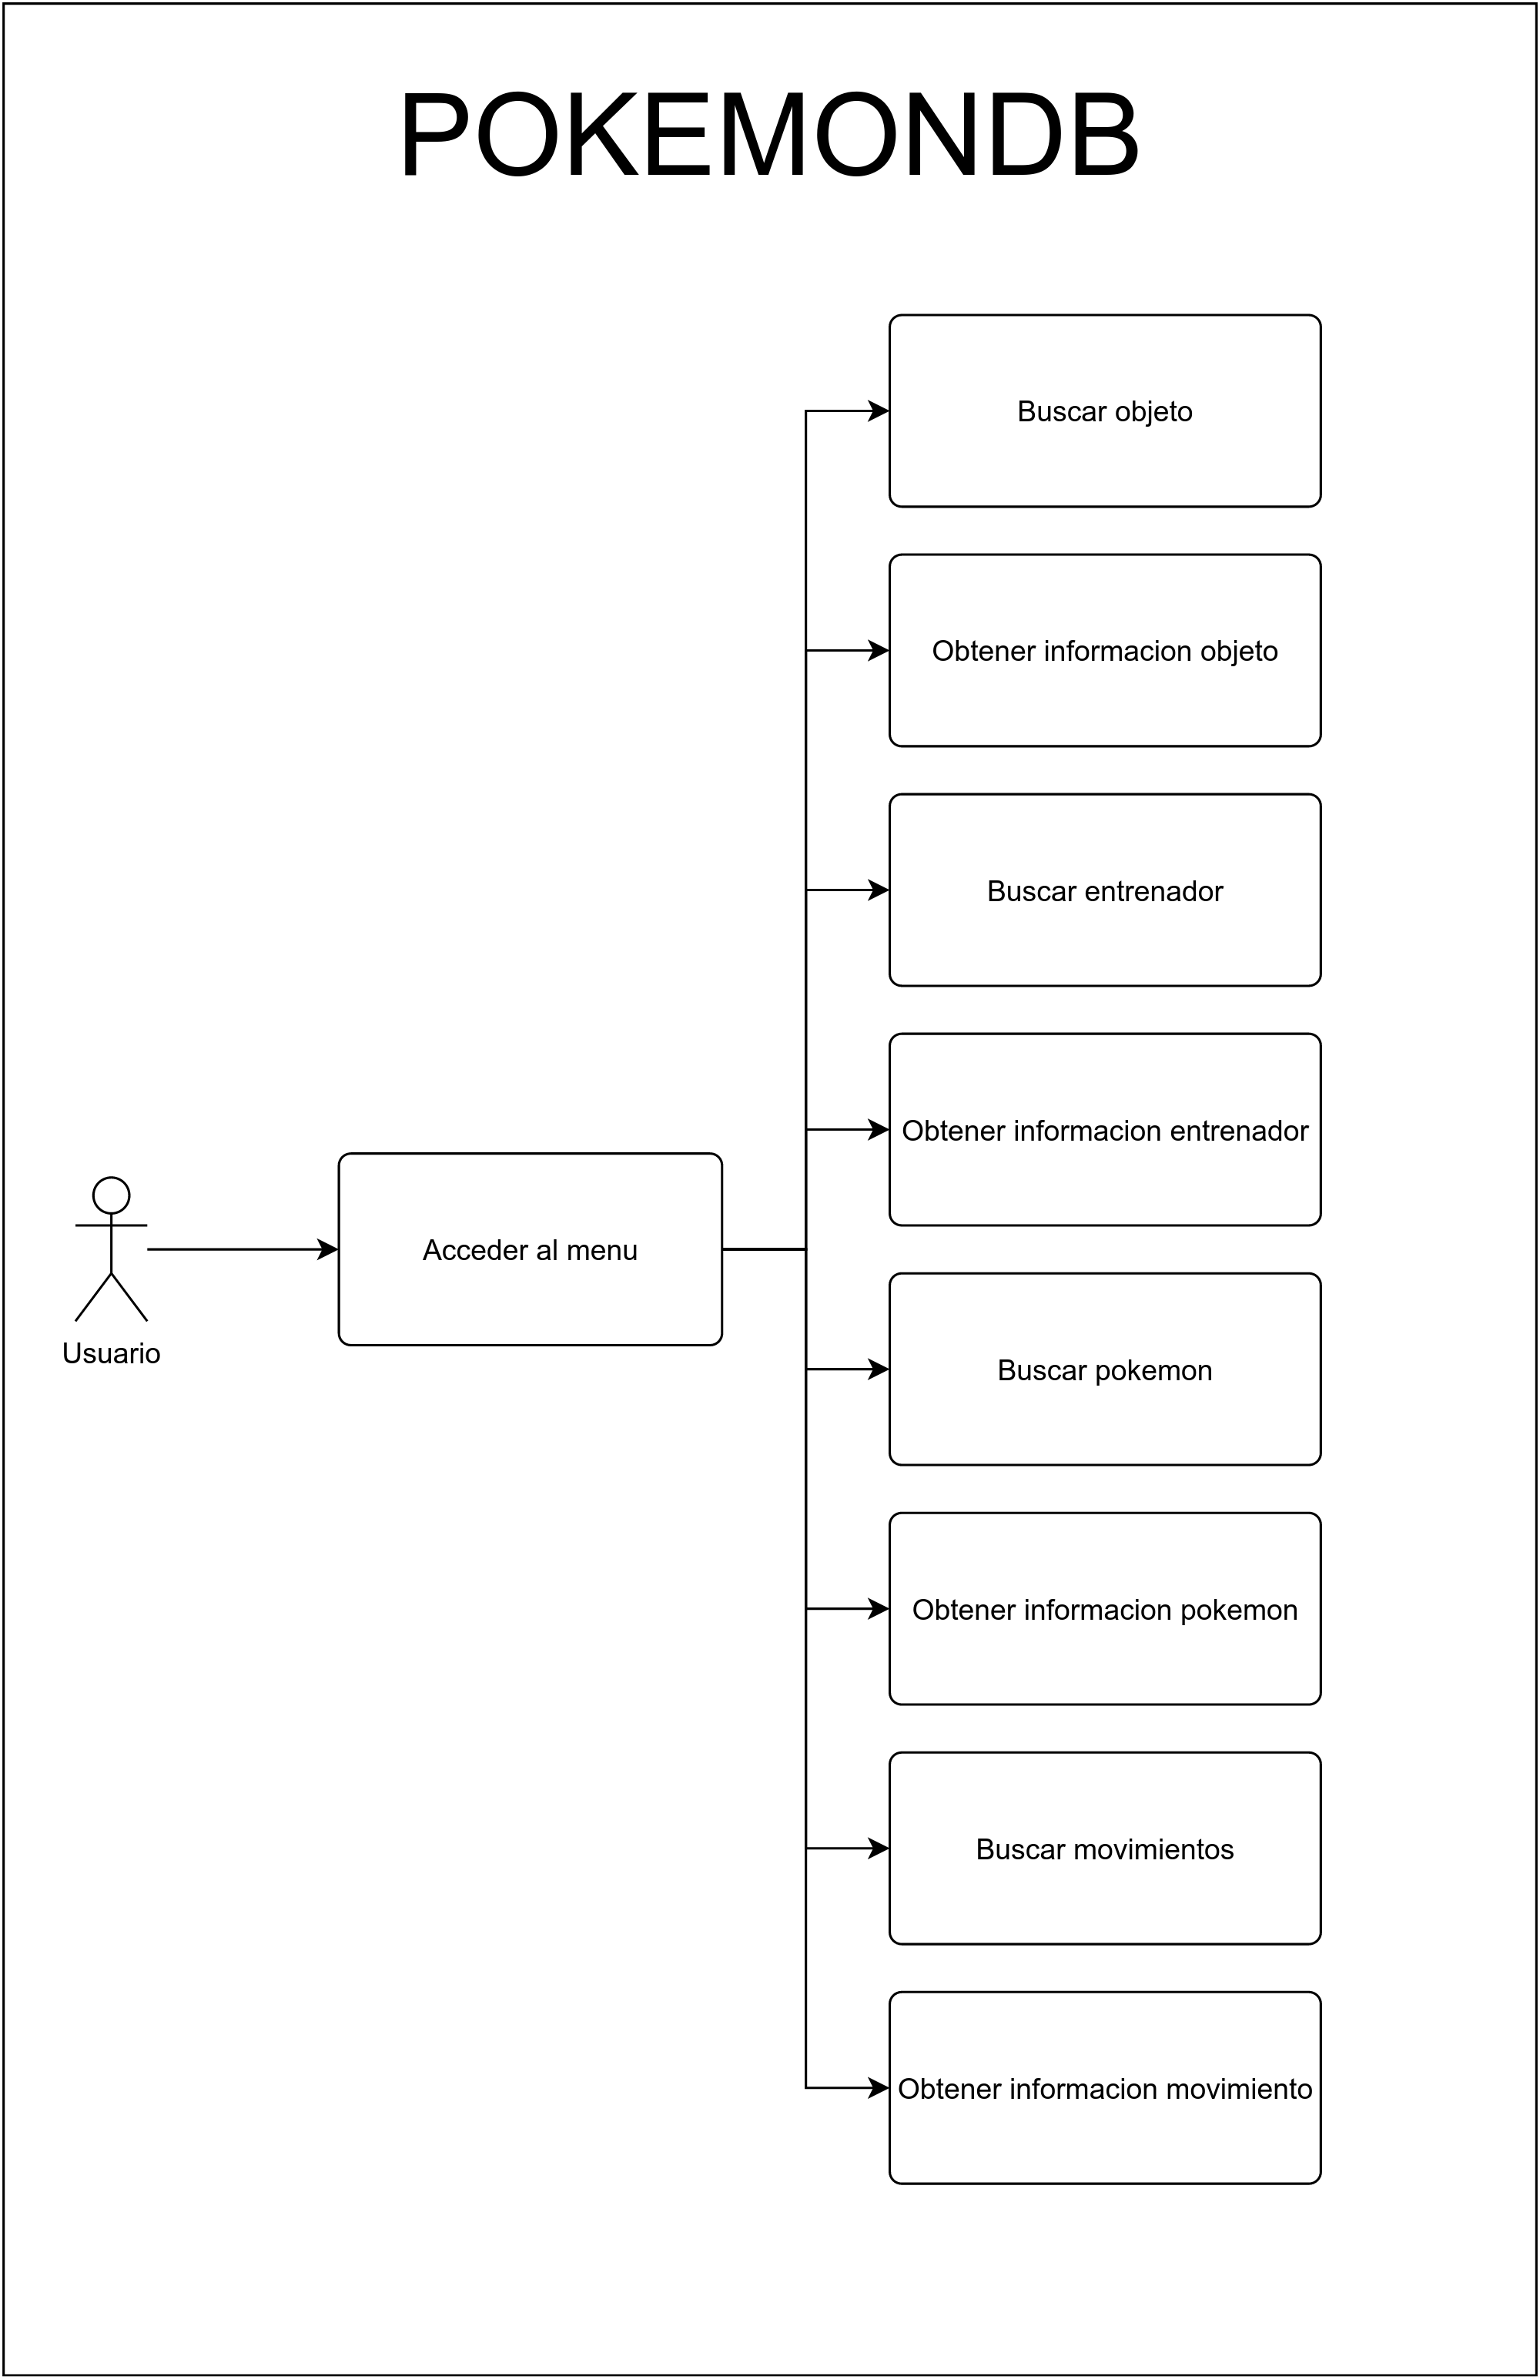 POKEMONDB
Buscar objeto
Obtener informacion objeto
Buscar entrenador
Obtener informacion entrenador
Acceder al menu
Usuario
Buscar pokemon
Obtener informacion pokemon
Buscar movimientos
Obtener informacion movimiento